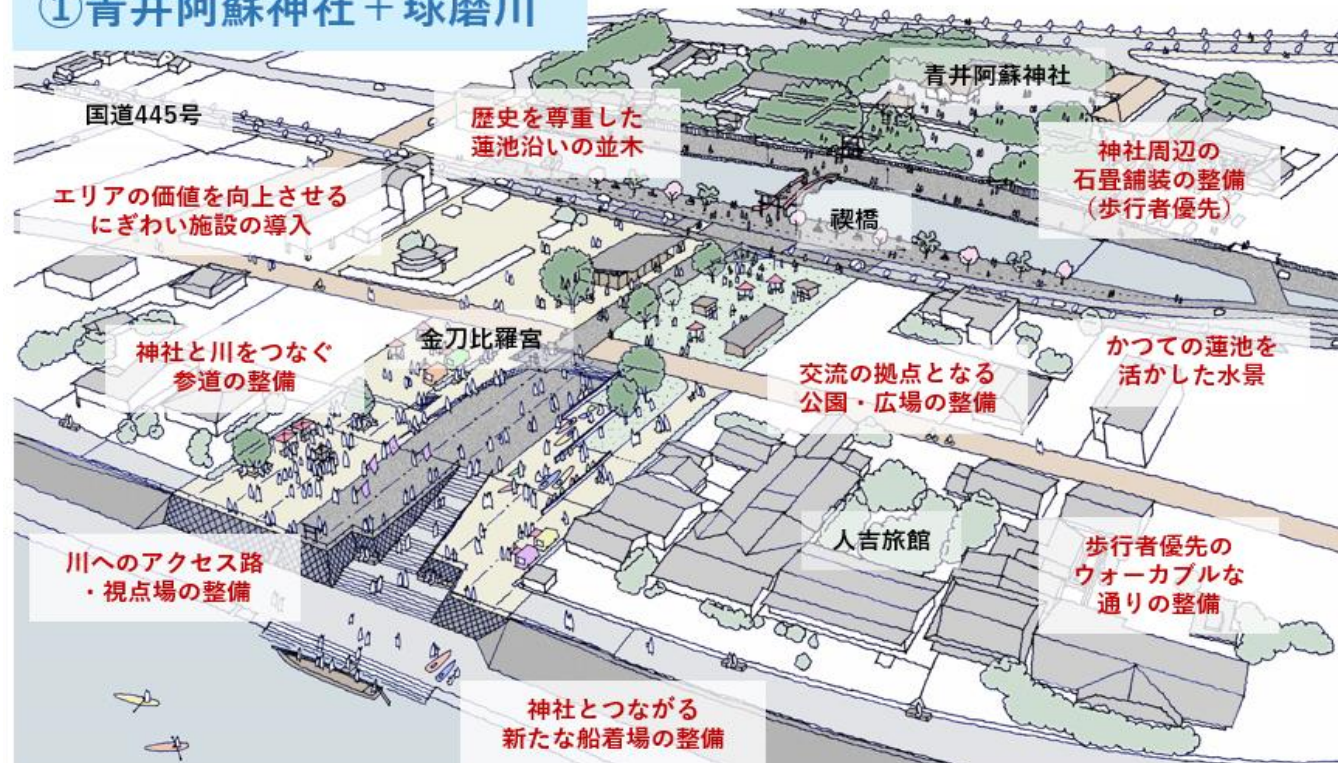 ①青井阿蘇神社+球磨川
国道445号
歴史を尊重した
蓮池沿いの並木
青井阿蘇神社
神社周辺の
石畳舗装の整備
（歩行者優先）
エリアの価値を向上させる
にぎわい施設の導入
禊橋
神社と川をつなぐ
参道の整備
金刀比羅宮
交流の拠点となる
公園・広場の整備
かつての蓮池を
活かした水景
川へのアクセス路
・視点場の整備
人吉旅館
歩行者優先の
ウォーカブルな
通りの整備
神社とつながる
新たな船着場の整備